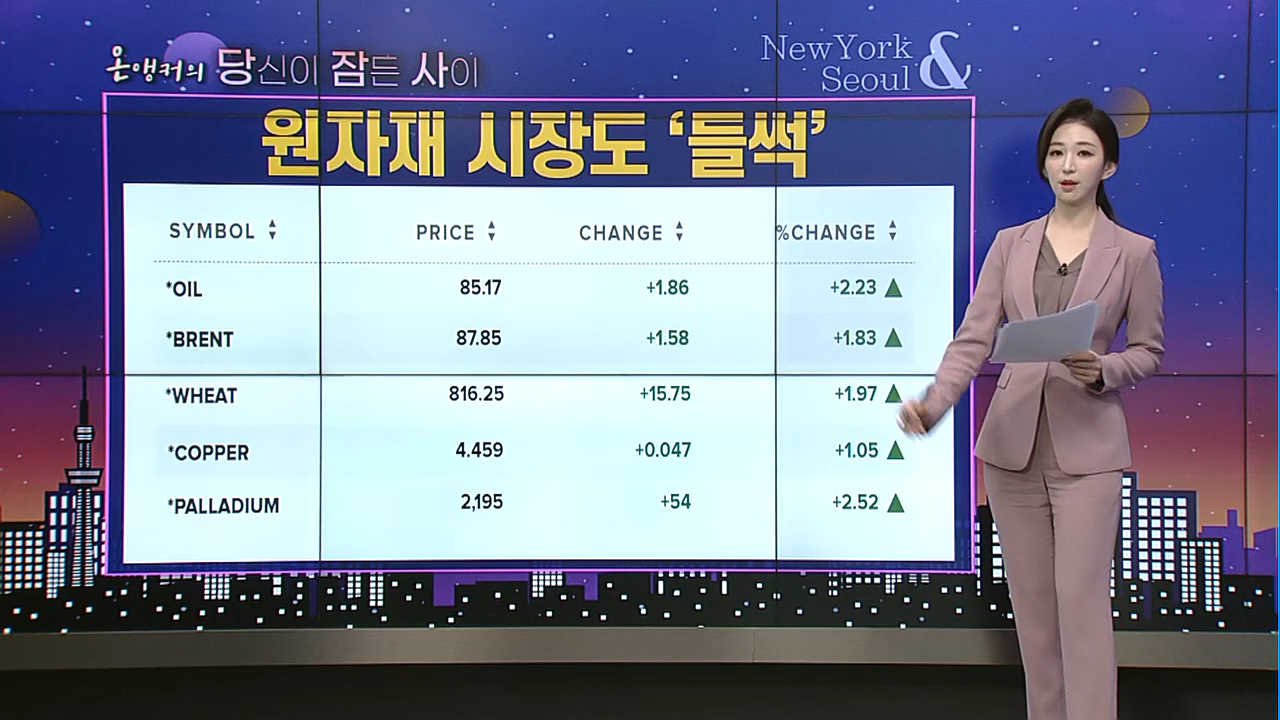 온앵커의 당신이 잠든 사이
NewYork &
Seoul
원자재 시장도 ‘들썩’
SYMBOL PRICE CHANGE %CHANGE
*OIL 85.17 +1.86 +2.23
*BRENT 87.85 +1.58 +1.83
*WHEAT 816.25 +15.75 +1.97
*COPPER 4.459 +0.047 +1.05
*PALLADIUM 2,195 +54 +2.52